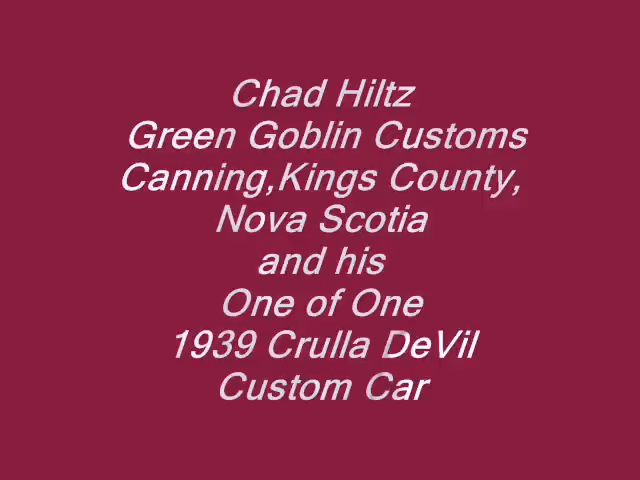 Chad Hiltz
Green Goblin Customs
Canning,Kings County,
Nova Scotia
and his
One of One
1939 Crulla DeVil
Custom Car